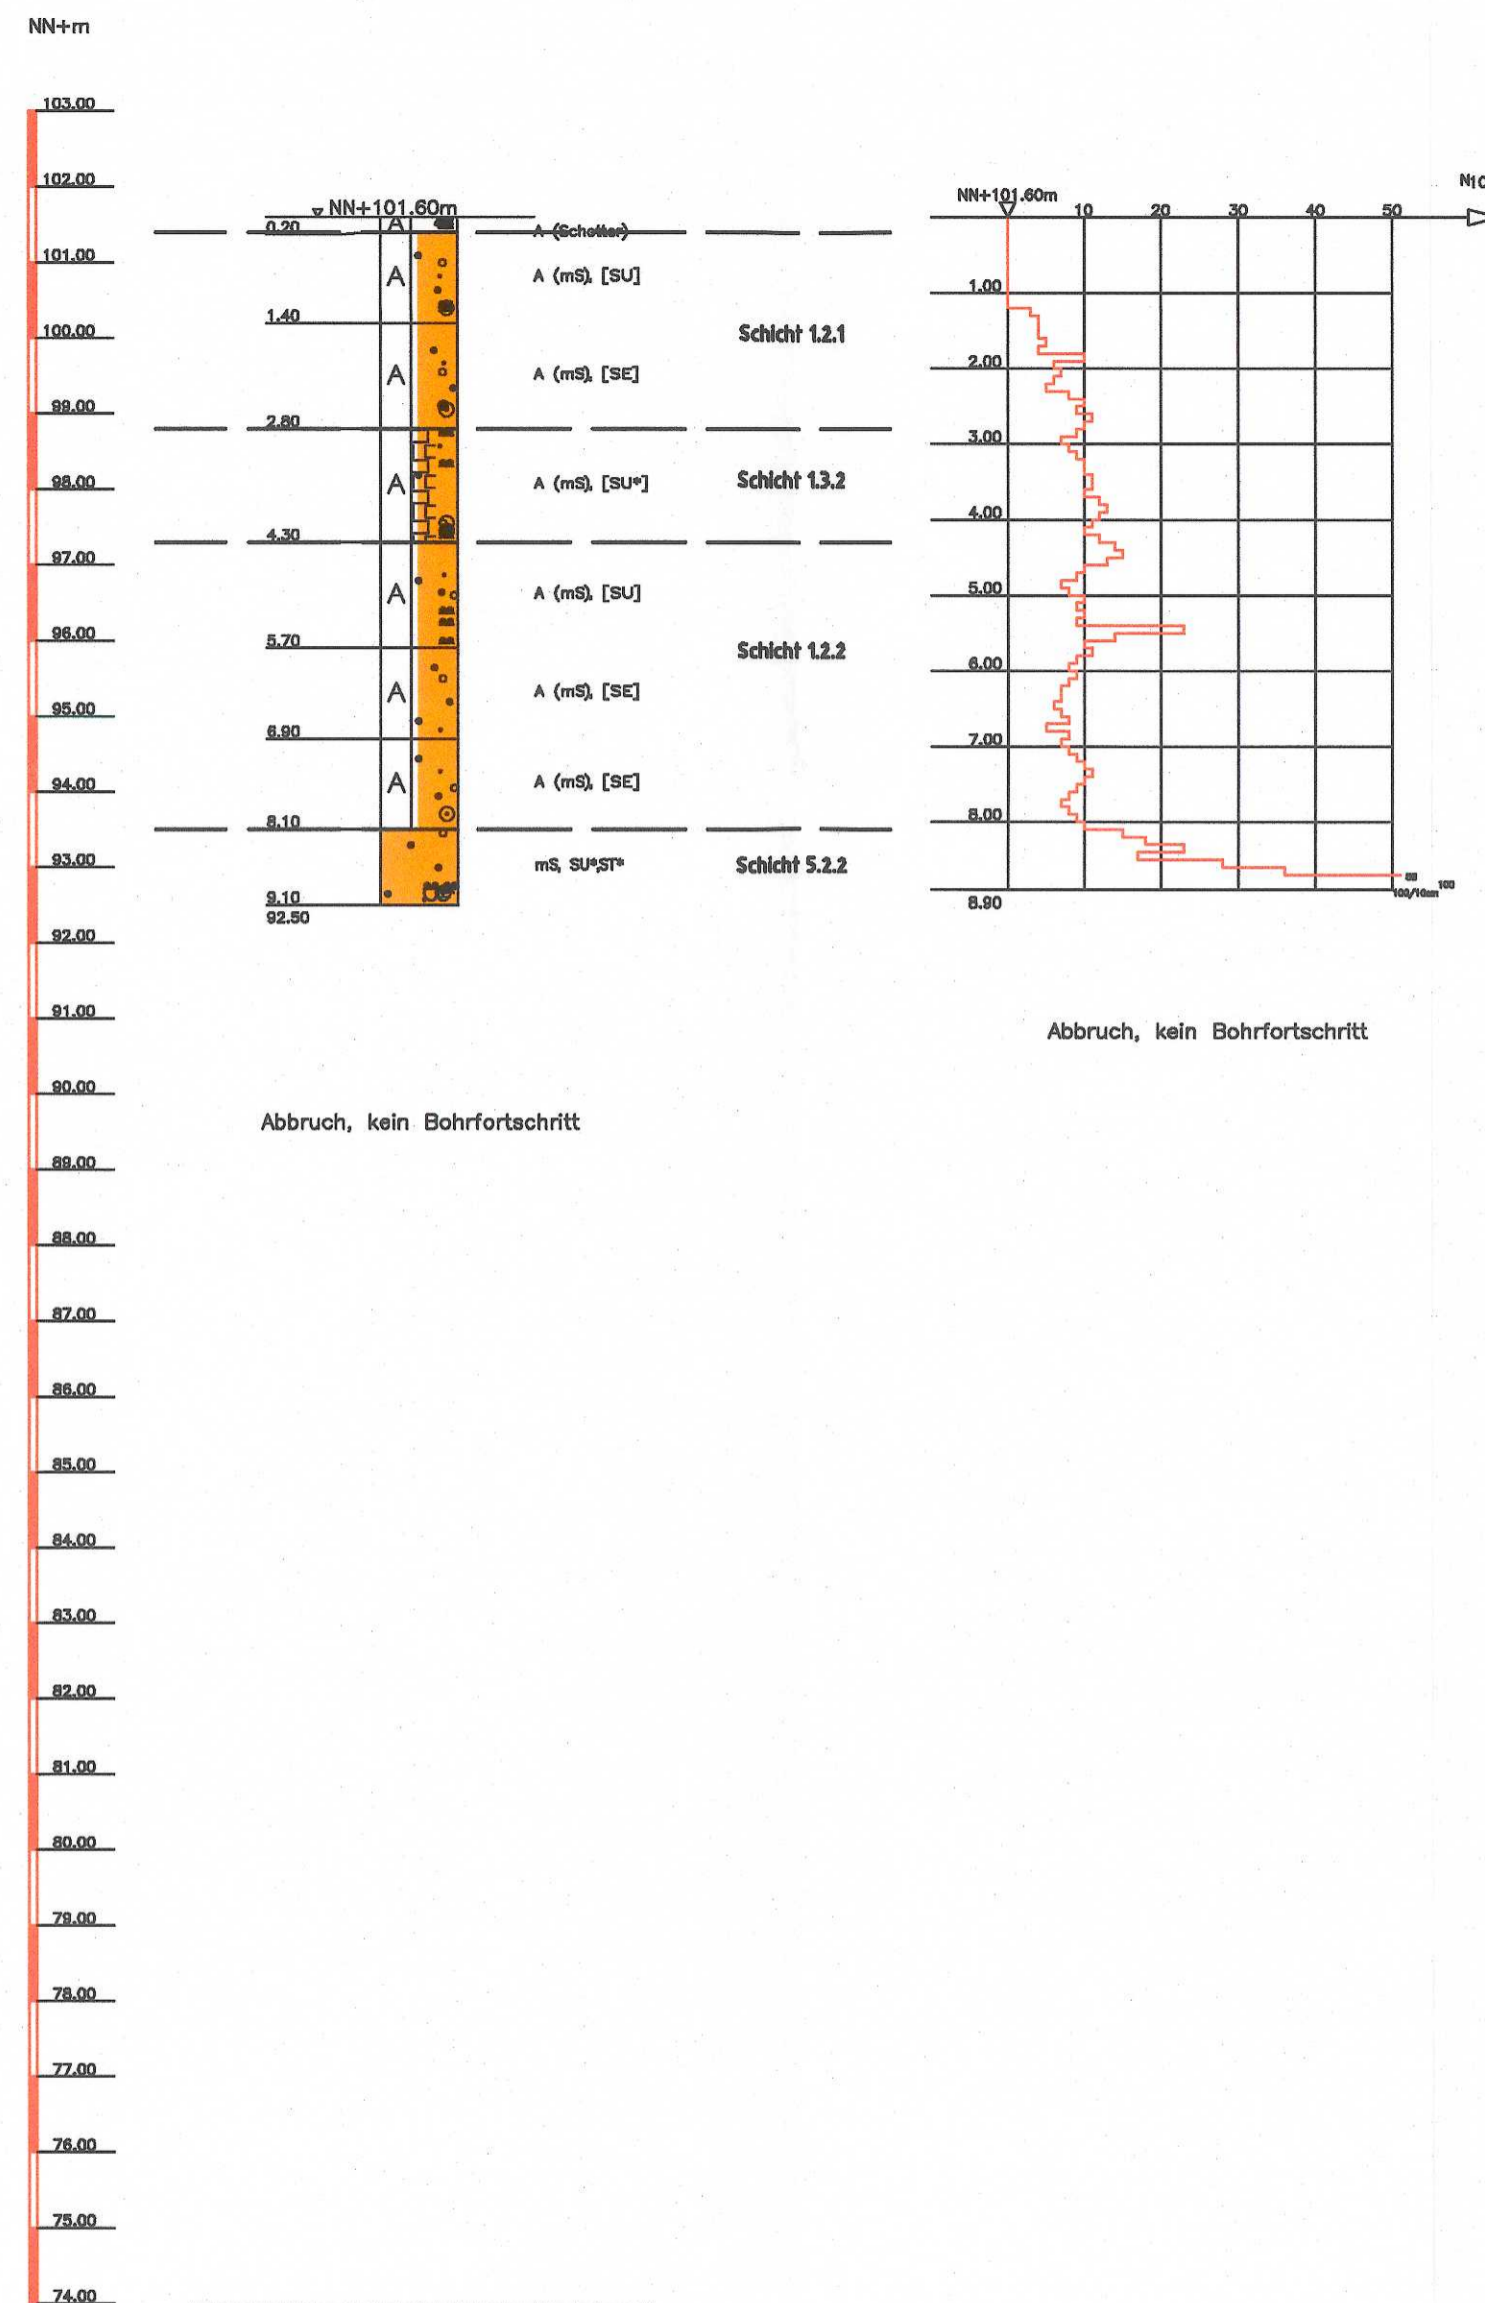 NN+m
103.00
102.00
101.00
100.00
99.00
98.00
97.00
96.00
95.00
94.00
93.00
92.00
91.00
90.00
89.00
88.00
87.00
86.00
85.00
84.00
83.00
82.00
81.00
80.00
79.00
78.00
77.00
76.00
75.00
74.00
NN+101.60m
0.20
A
A (Schotter)
A
A (mS), [SU]
1.40
Schicht 1.2.1
A
A (mS), [SE]
2.80
A
A (mS), [SU*]
Schicht 1.3.2
4.30
A
A (mS), [SU]
5.70
Schicht 1.2.2
A
A (mS), [SE]
6.90
A
A (mS), [SE]
8.10
mS, SU*,ST*
Schicht 5.2.2
9.10
92.50
Abbruch, kein Bohrfortschritt
N10
NN+101.60m
10 20 30 40 50
1.00
2.00
3.00
4.00
5.00
6.00
7.00
8.00
8.90
100/10cm
100
Abbruch, kein Bohrfortschritt